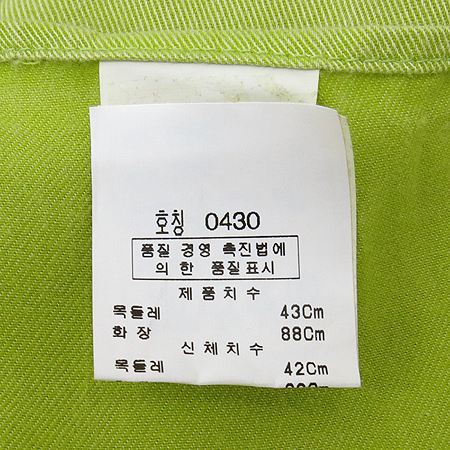 호칭 0430
품질 경영 촉진법에
의 한 품질표시
제품치수
목둘레 43Cm
화 장 88Cm
신체치수
목둘레 42Cm